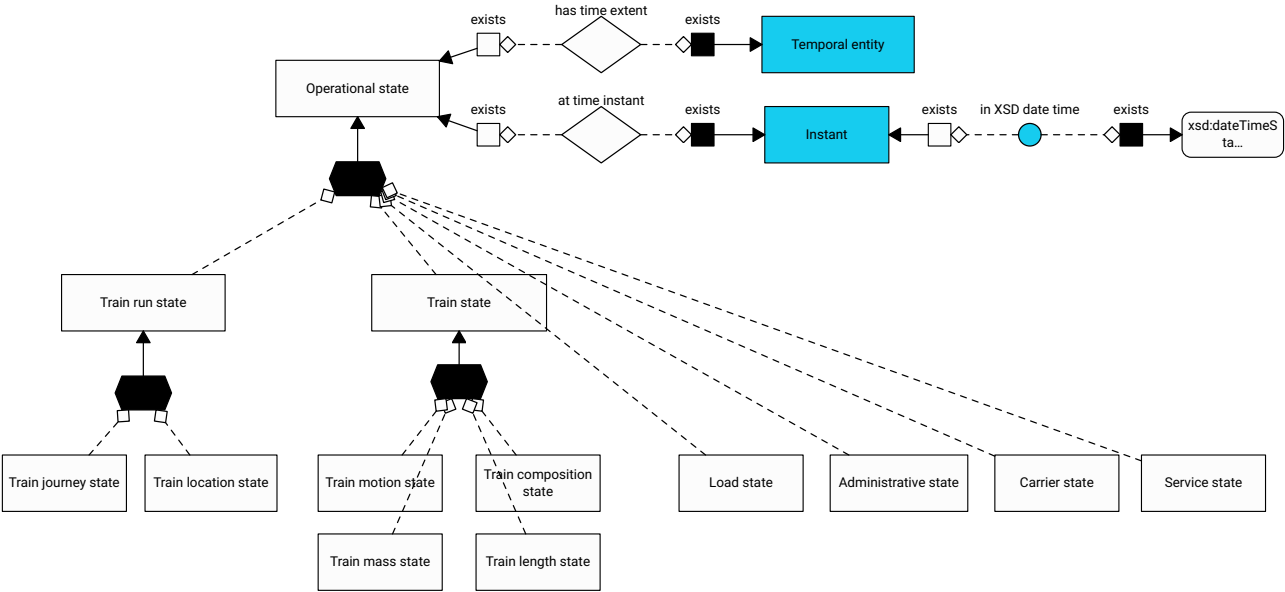 has time extent
exists
exists
Temporal entity
Operational state
at time instant
exists
exists
Instant
exists
in XSD date time
exists
xsd:dateTimeS
ta…
Train run state
Train state
Train journey state
Train location state
Train motion state
Train composition
state
Load state
Administrative state
Carrier state
Service state
Train mass state
Train length state